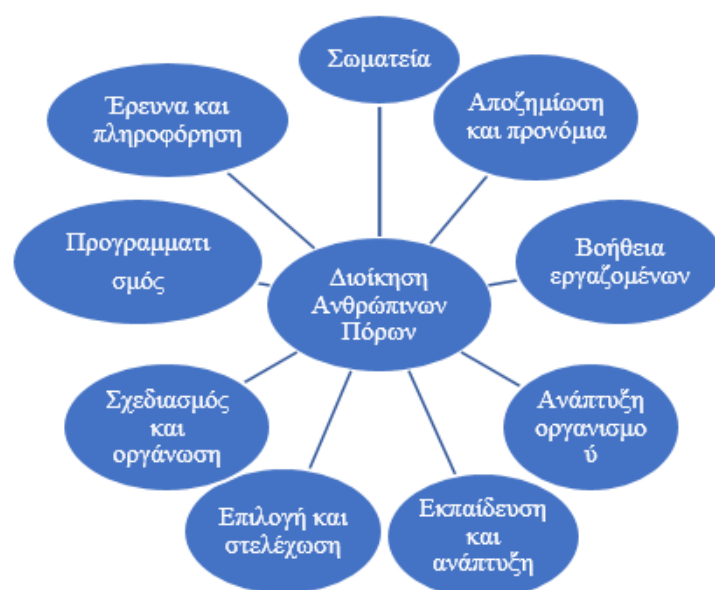 Σωματεία
Αποζημίωση
και προνόμια
Βοήθεια
εργαζομένων
Ανάπτυξη
οργανισμο
ύ
Εκπαίδευση
και
ανάπτυξη
Επιλογή και
στελέχωση
Σχεδιασμός
και
οργάνωση
Προγραμματι
σμός
Έρευνα και
πληροφόρηση
Διοίκηση
Ανθρώπινων
Πόρων